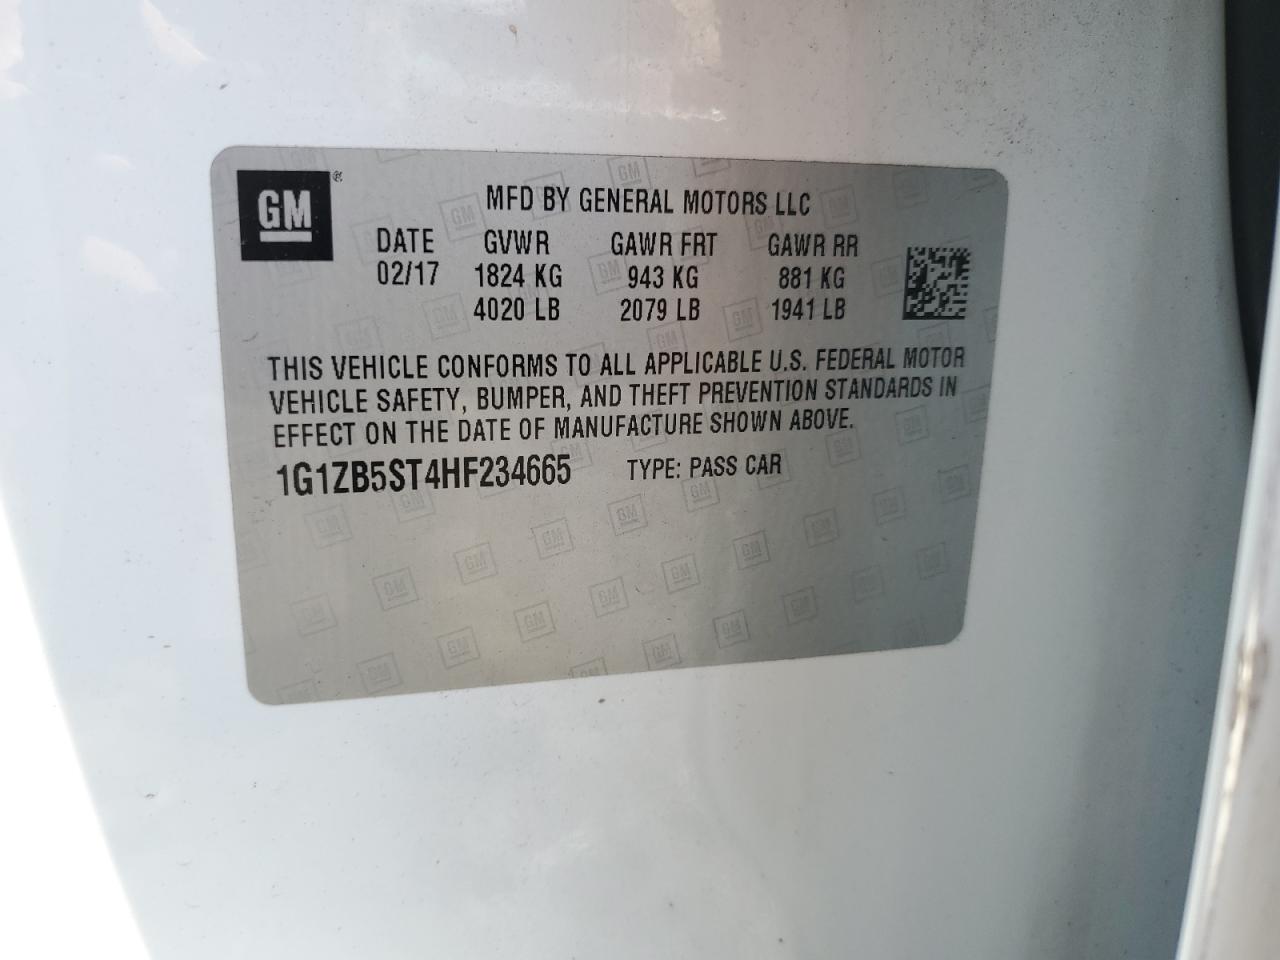 GM ®
MFD BY GENERAL MOTORS LLC
DATE GVWR GAWR FRT GAWR RR
02/17 1824 KG 943 KG 881 KG
4020 LB 2079 LB 1941 LB
THIS VEHICLE CONFORMS TO ALL APPLICABLE U.S. FEDERAL MOTOR
VEHICLE SAFETY, BUMPER, AND THEFT PREVENTION STANDARDS IN
EFFECT ON THE DATE OF MANUFACTURE SHOWN ABOVE.
1G1ZB5ST4HF234665 TYPE: PASS CAR